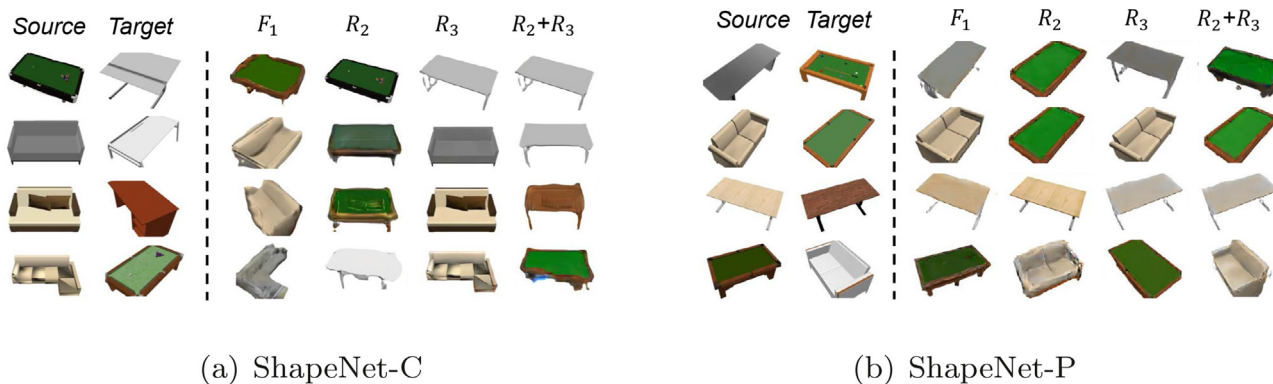 Source Target F₁ R₂ R₃ R₂+R₃
Source Target F₁ R₂ R₃ R₂+R₃
(a) ShapeNet-C
(b) ShapeNet-P